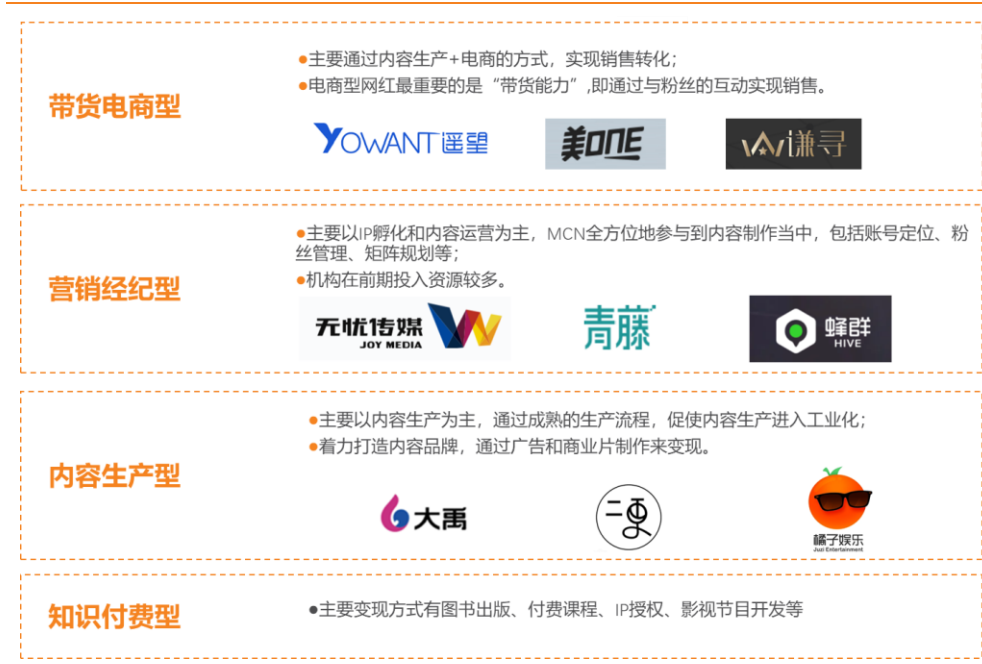 带货电商型
●主要通过内容生产+电商的方式，实现销售转化；
●电商型网红最重要的是“带货能力”,即通过与粉丝的互动实现销售。
YOWANT遥望
美ONE
谦寻
营销经纪型
●主要以IP孵化和内容运营为主，MCN全方位地参与到内容制作当中，包括账号定位、粉
丝管理、矩阵规划等；
●机构在前期投入资源较多。
无忧传媒
JOY MEDIA
青藤
蜂群
HIVE
内容生产型
●主要以内容生产为主，通过成熟的生产流程，促使内容生产进入工业化；
●着力打造内容品牌，通过广告和商业片制作来变现。
大禹
二更
橘子娱乐
Juzi Entertainment
知识付费型
●主要变现方式有图书出版、付费课程、IP授权、影视节目开发等